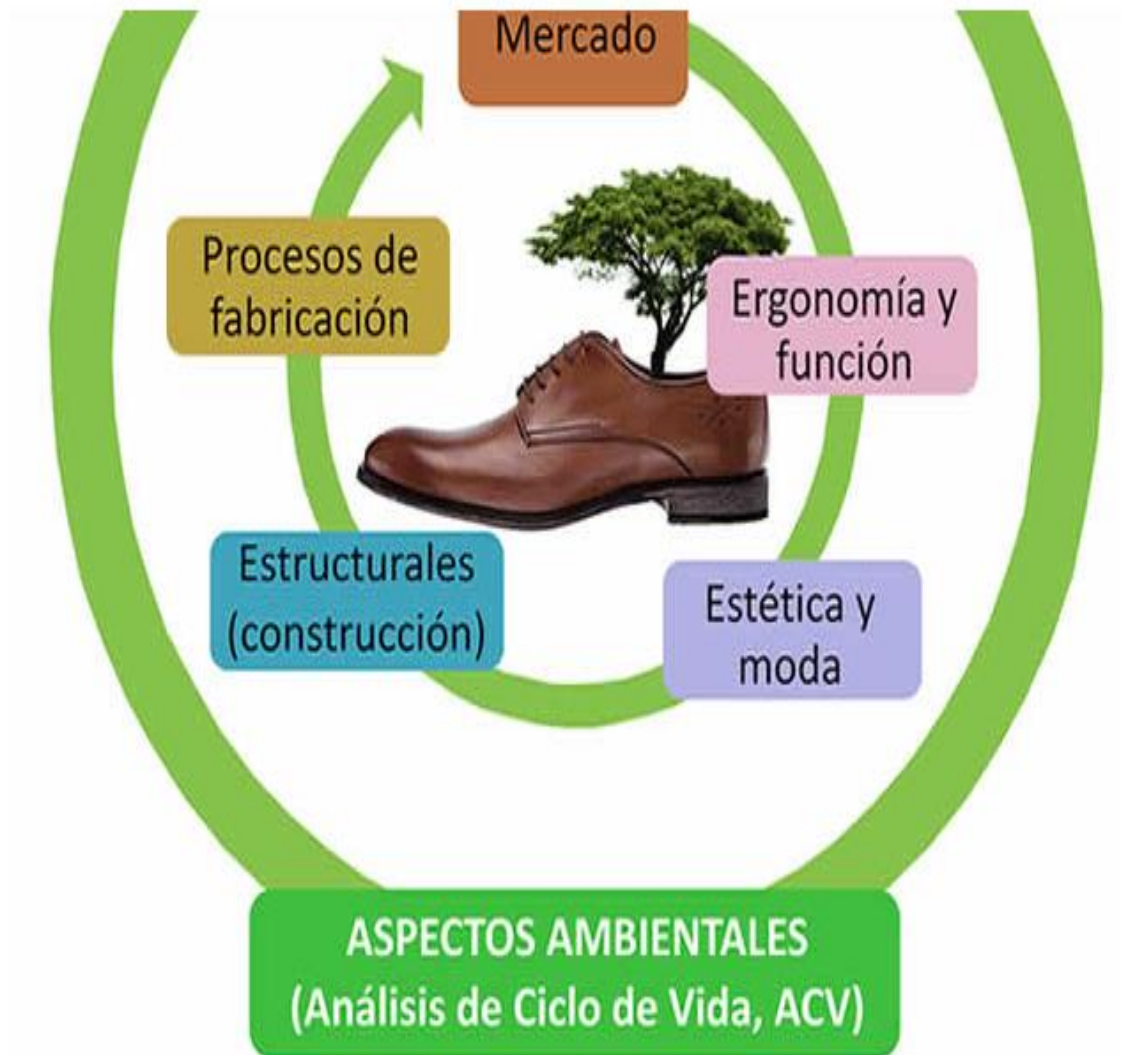 Mercado
Procesos de
fabricación
Ergonomía y
función
Estructurales
(construcción)
Estética y
moda
ASPECTOS AMBIENTALES
(Análisis de Ciclo de Vida, ACV)